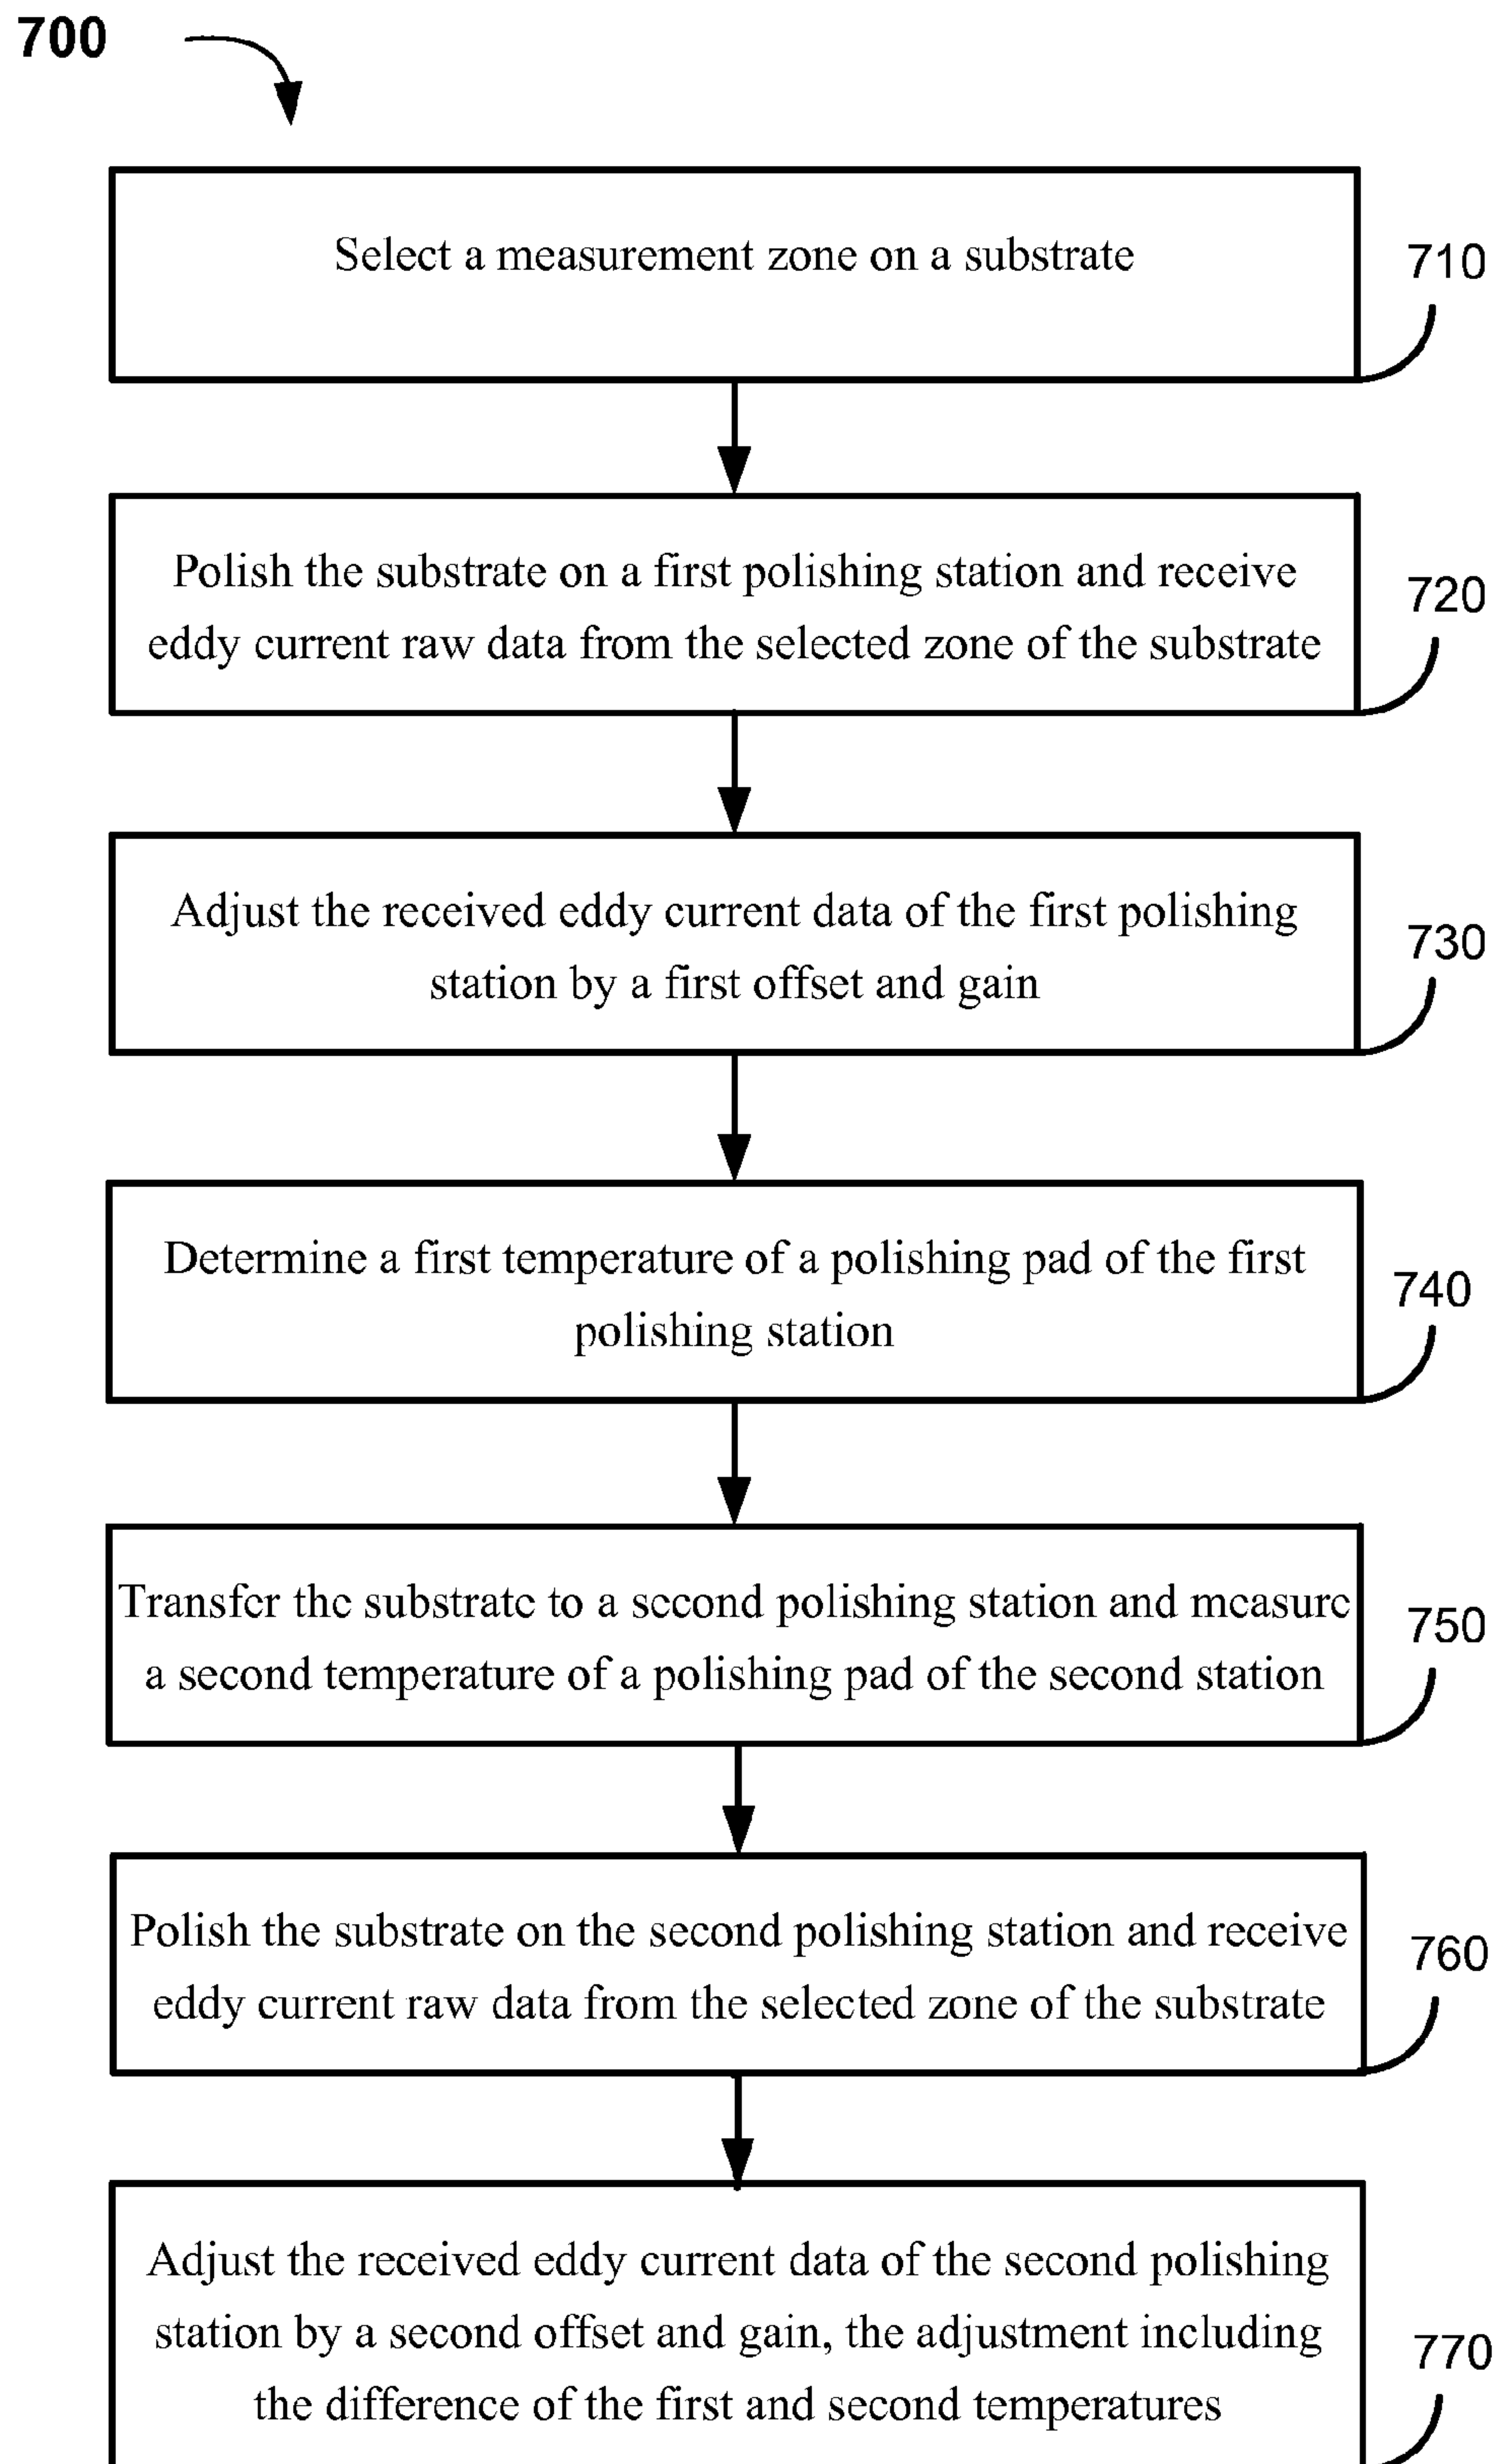 700
Select a measurement zone on a substrate
710
Polish the substrate on a first polishing station and receive
eddy current raw data from the selected zone of the substrate
720
Adjust the received eddy current data of the first polishing
station by a first offset and gain
730
Determine a first temperature of a polishing pad of the first
polishing station
740
Transfer the substrate to a second polishing station and measure
a second temperature of a polishing pad of the second station
750
Polish the substrate on the second polishing station and receive
eddy current raw data from the selected zone of the substrate
760
Adjust the received eddy current data of the second polishing
station by a second offset and gain, the adjustment including
the difference of the first and second temperatures
770